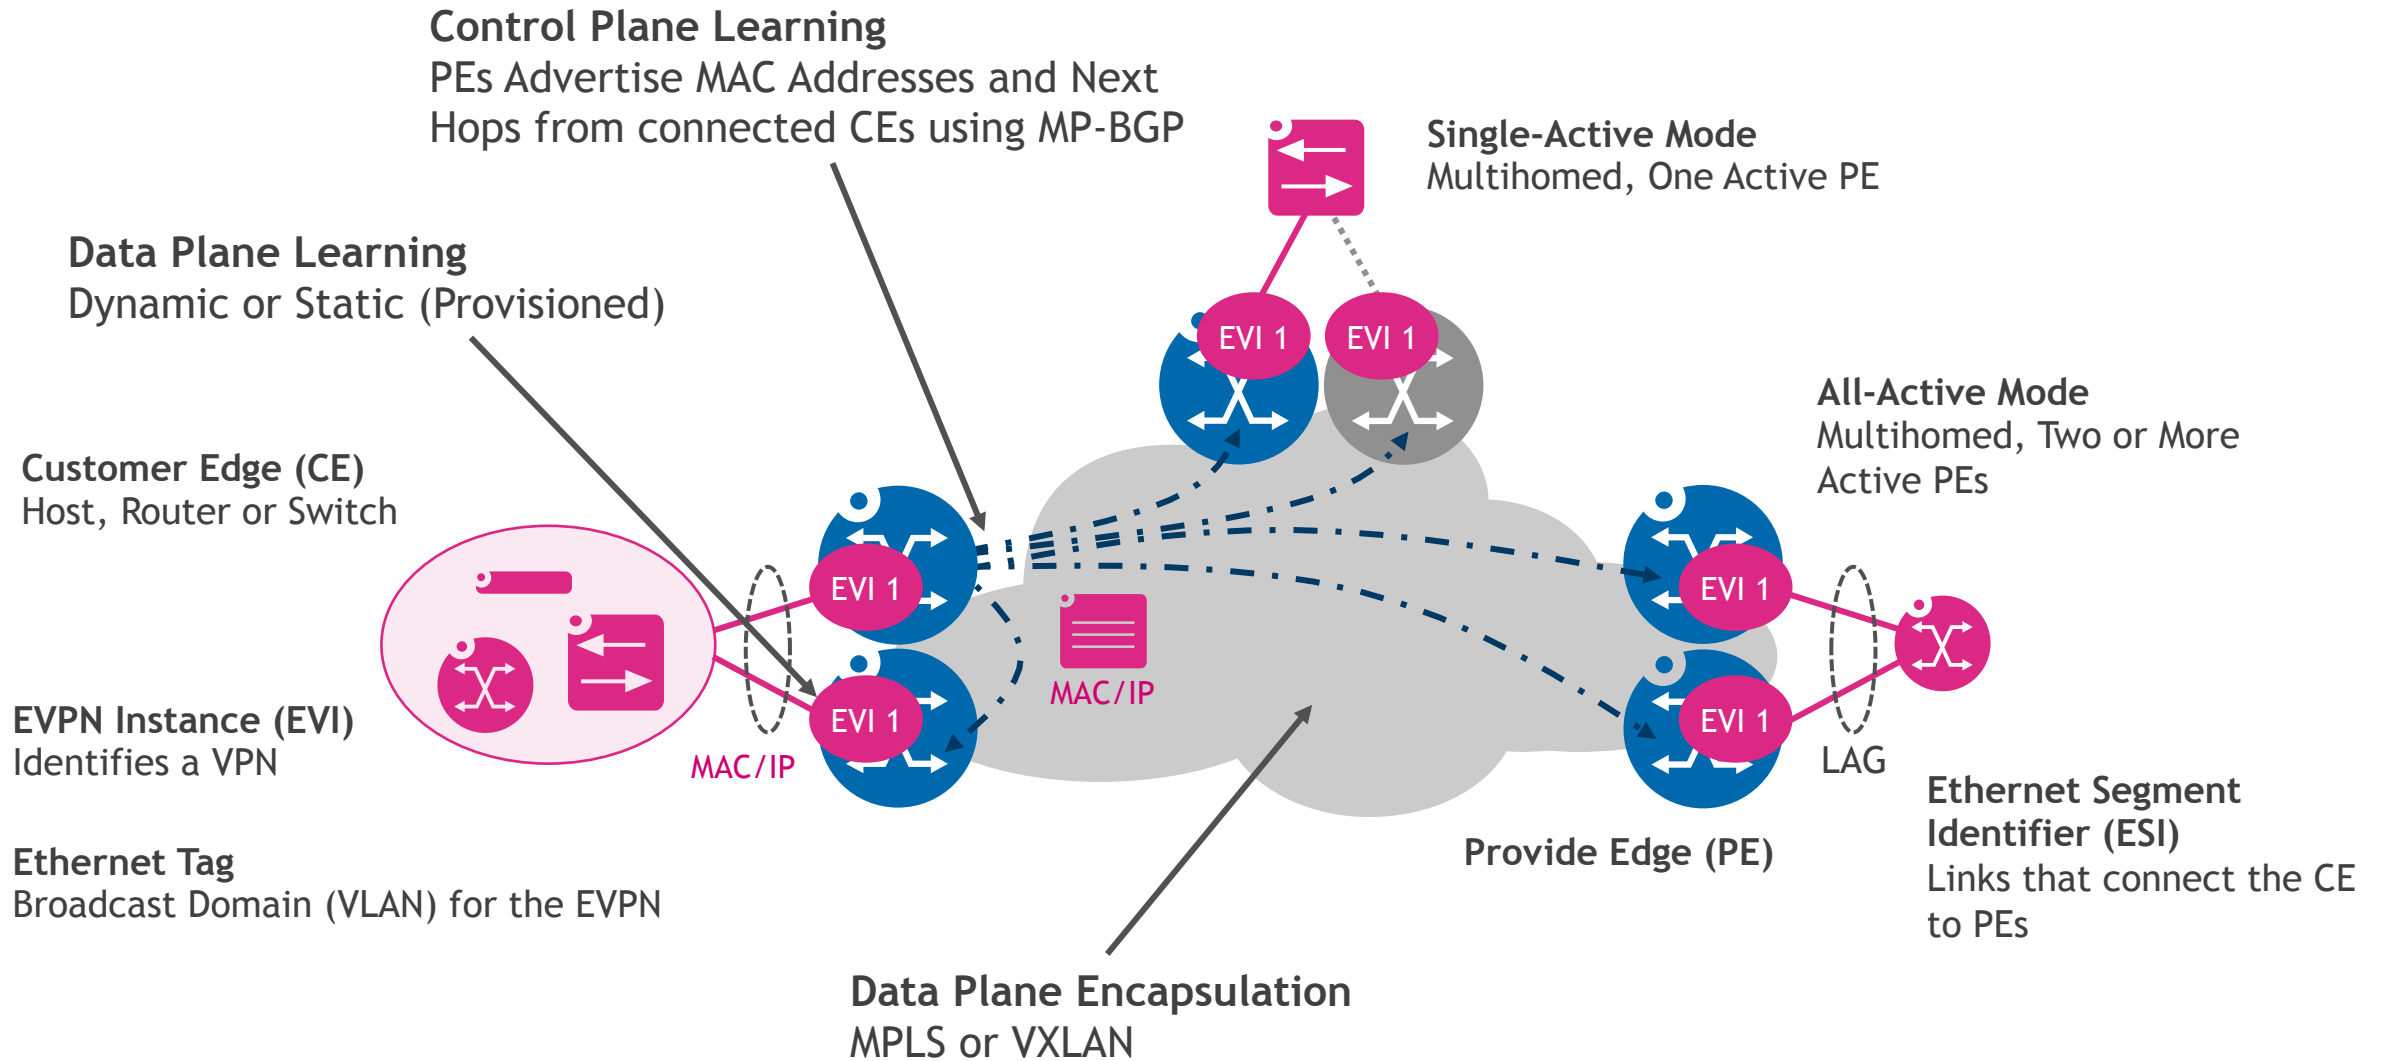 Control Plane Learning
PEs Advertise MAC Addresses and Next
Hops from connected CEs using MP-BGP
Single-Active Mode
Multihomed, One Active PE
Data Plane Learning
Dynamic or Static (Provisioned)
EVI 1
EVI 1
All-Active Mode
Multihomed, Two or More
Active PEs
Customer Edge (CE)
Host, Router or Switch
EVI 1
EVI 1
MAC/IP
EVI 1
EVI 1
EVPN Instance (EVI)
Identifies a VPN
MAC/IP
LAG
Ethernet Segment
Identifier (ESI)
Links that connect the CE
to PEs
Provide Edge (PE)
Ethernet Tag
Broadcast Domain (VLAN) for the EVPN
Data Plane Encapsulation
MPLS or VXLAN